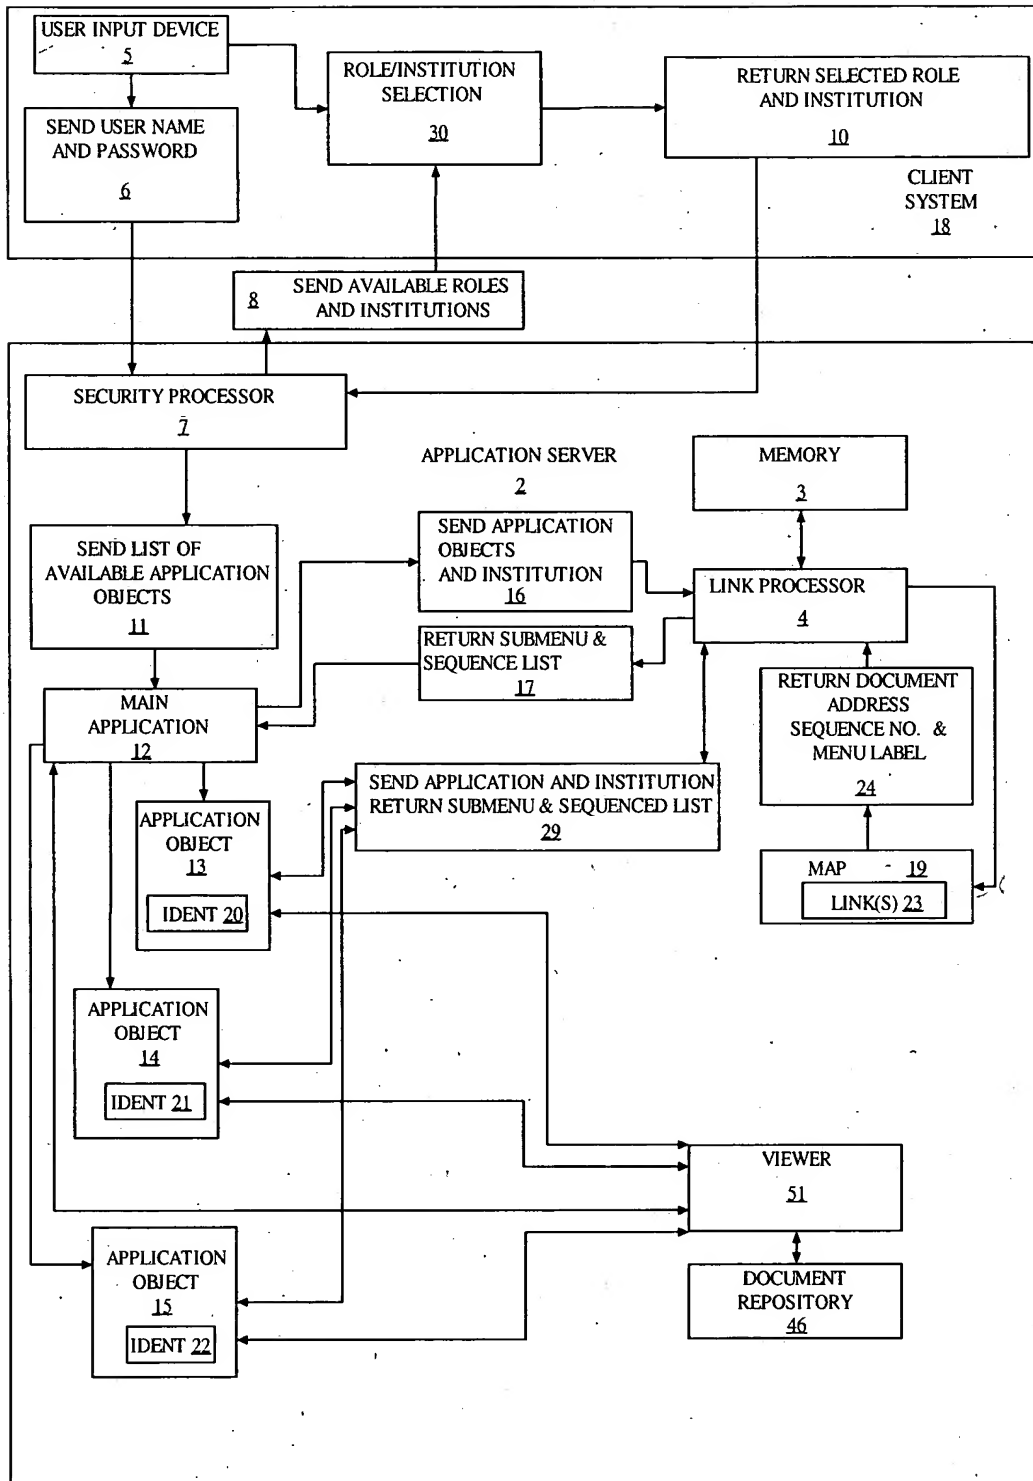 USER INPUT DEVICE
5
SEND USER NAME
AND PASSWORD
6
ROLE/INSTITUTION
SELECTION
30
RETURN SELECTED ROLE
AND INSTITUTION
10
CLIENT
SYSTEM
18
8
SEND AVAILABLE ROLES
AND INSTITUTIONS
SECURITY PROCESSOR
7
APPLICATION SERVER
2
MEMORY
3
SEND LIST OF
AVAILABLE APPLICATION
OBJECTS
11
SEND APPLICATION
OBJECTS
AND INSTITUTION
16
LINK PROCESSOR
4
RETURN SUBMENU &
SEQUENCE LIST
17
RETURN DOCUMENT
ADDRESS
SEQUENCE NO. &
MENU LABEL
24
MAIN
APPLICATION
12
SEND APPLICATION AND INSTITUTION
RETURN SUBMENU & SEQUENCED LIST
29
APPLICATION
OBJECT
13
IDENT 20
MAP 19
LINK(S) 23
APPLICATION
OBJECT
14
IDENT 21
VIEWER
51
APPLICATION
OBJECT
15
IDENT 22
DOCUMENT
REPOSITORY
46